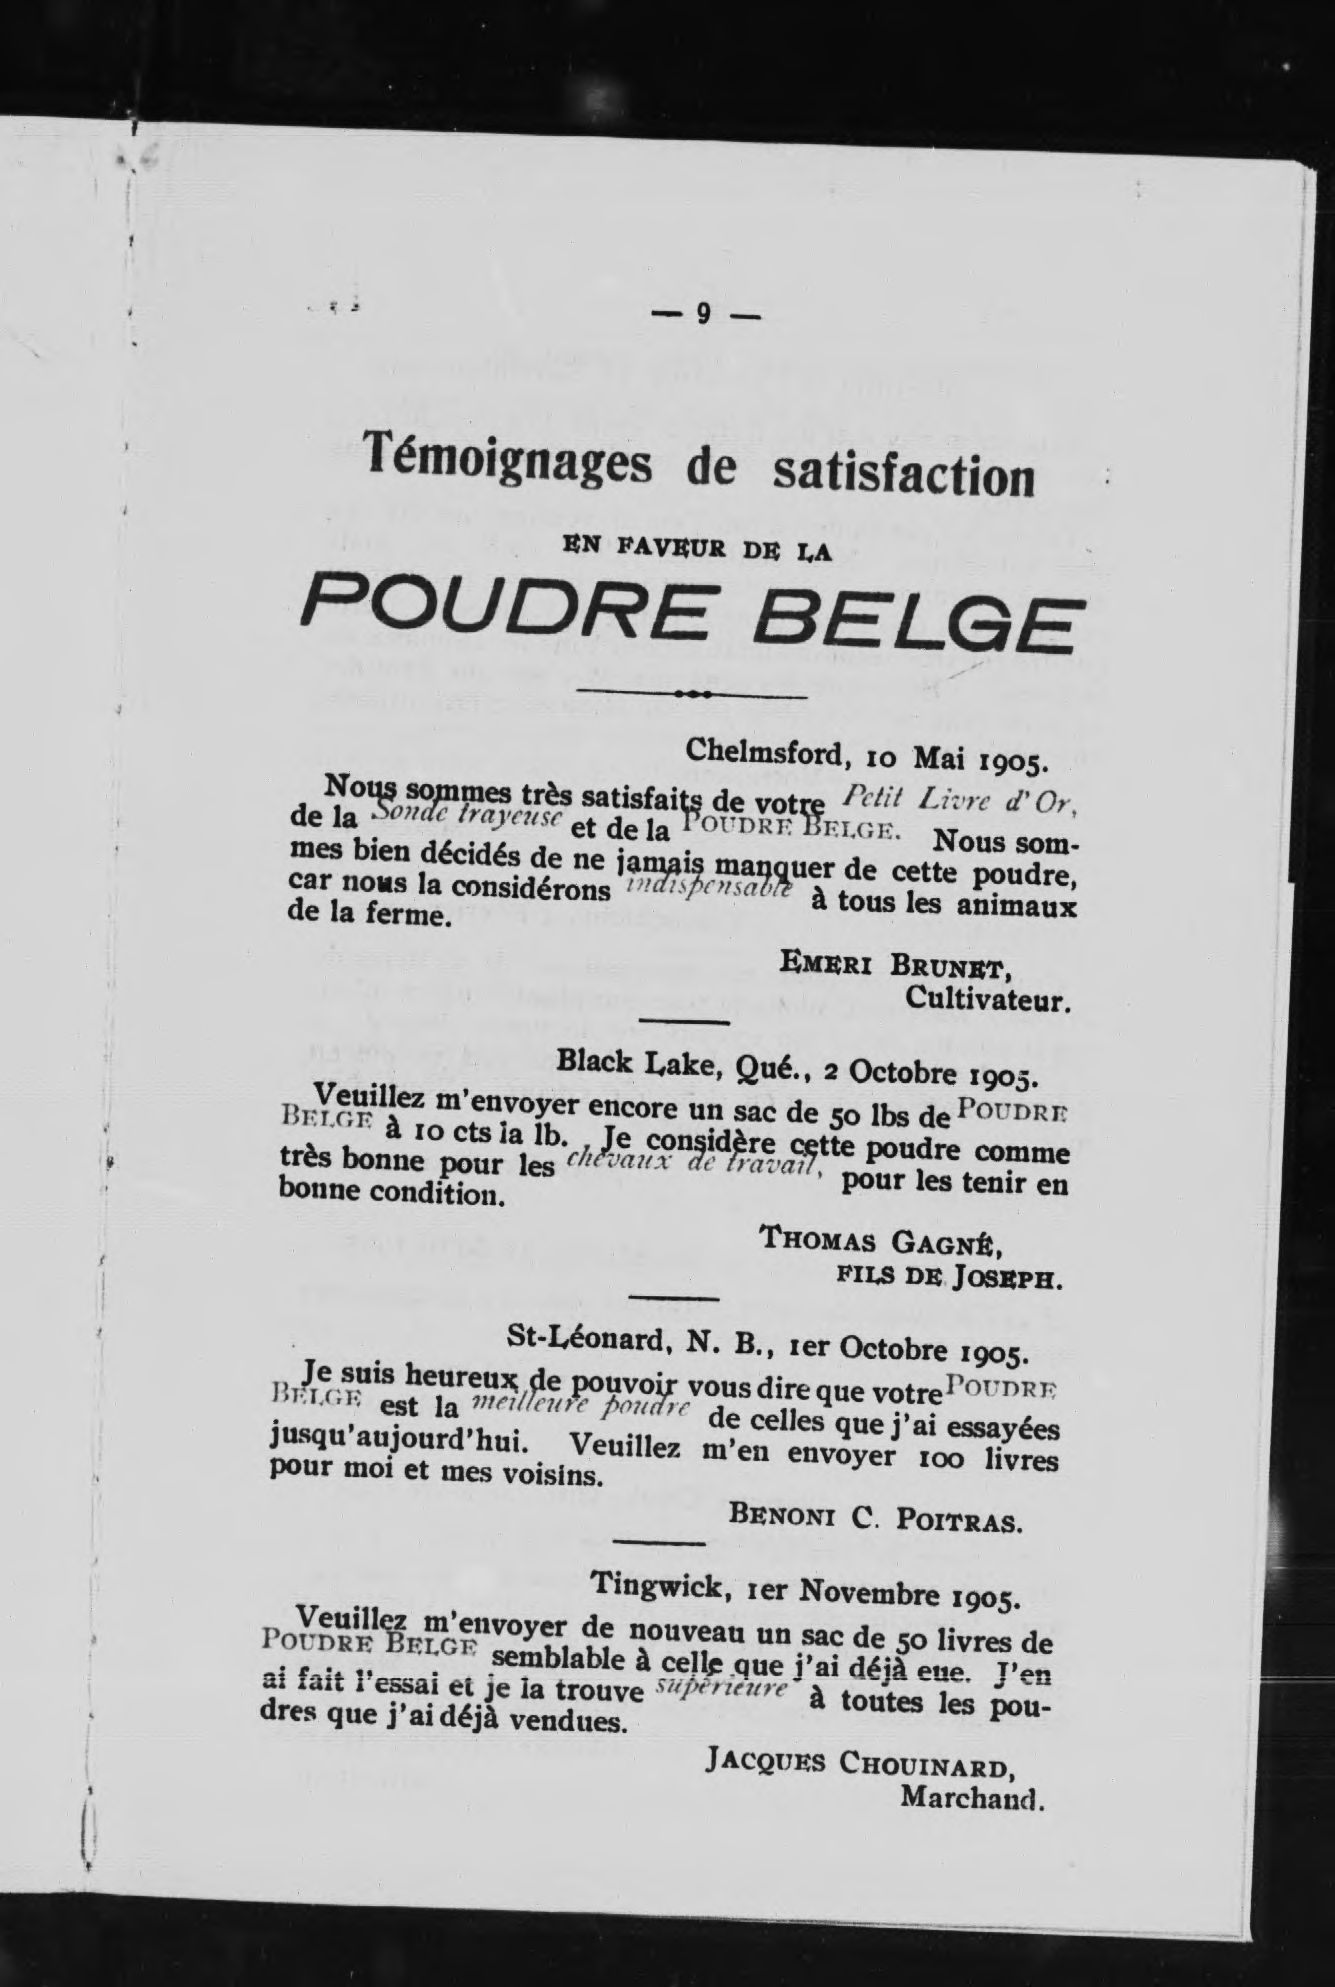 — 9 —
Témoignages de satisfaction
EN FAVEUR DE LA
POUDRE BELGE
Chelmsford, 10 Mai 1905.
Nous sommes très satisfaits de votre Petit Livre d'Or,
de la Sonde trayeuse et de la POUDRE BELGE. Nous som-
mes bien décidés de ne jamais manquer de cette poudre,
car nous la considérons indispensable à tous les animaux
de la ferme.
EMERI BRUNET,
Cultivateur.
Black Lake, Qué., 2 Octobre 1905.
Veuillez m'envoyer encore un sac de 50 lbs de POUDRE
BELGE à 10 cts la lb. Je considère cette poudre comme
très bonne pour les chevaux de travail, pour les tenir en
bonne condition.
THOMAS GAGNÉ,
FILS DE JOSEPH.
St-Léonard, N. B., 1er Octobre 1905.
Je suis heureux de pouvoir vous dire que votre POUDRE
BELGE est la meilleure poudre de celles que j'ai essayées
jusqu'aujourd'hui. Veuillez m'en envoyer 100 livres
pour moi et mes voisins.
BENONI C. POITRAS.
Tingwick, 1er Novembre 1905.
Veuillez m'envoyer de nouveau un sac de 50 livres de
POUDRE BELGE semblable à celle que j'ai déjà eue. J'en
ai fait l'essai et je la trouve supérieure à toutes les pou-
dres que j'ai déjà vendues.
JACQUES CHOUINARD,
Marchand.